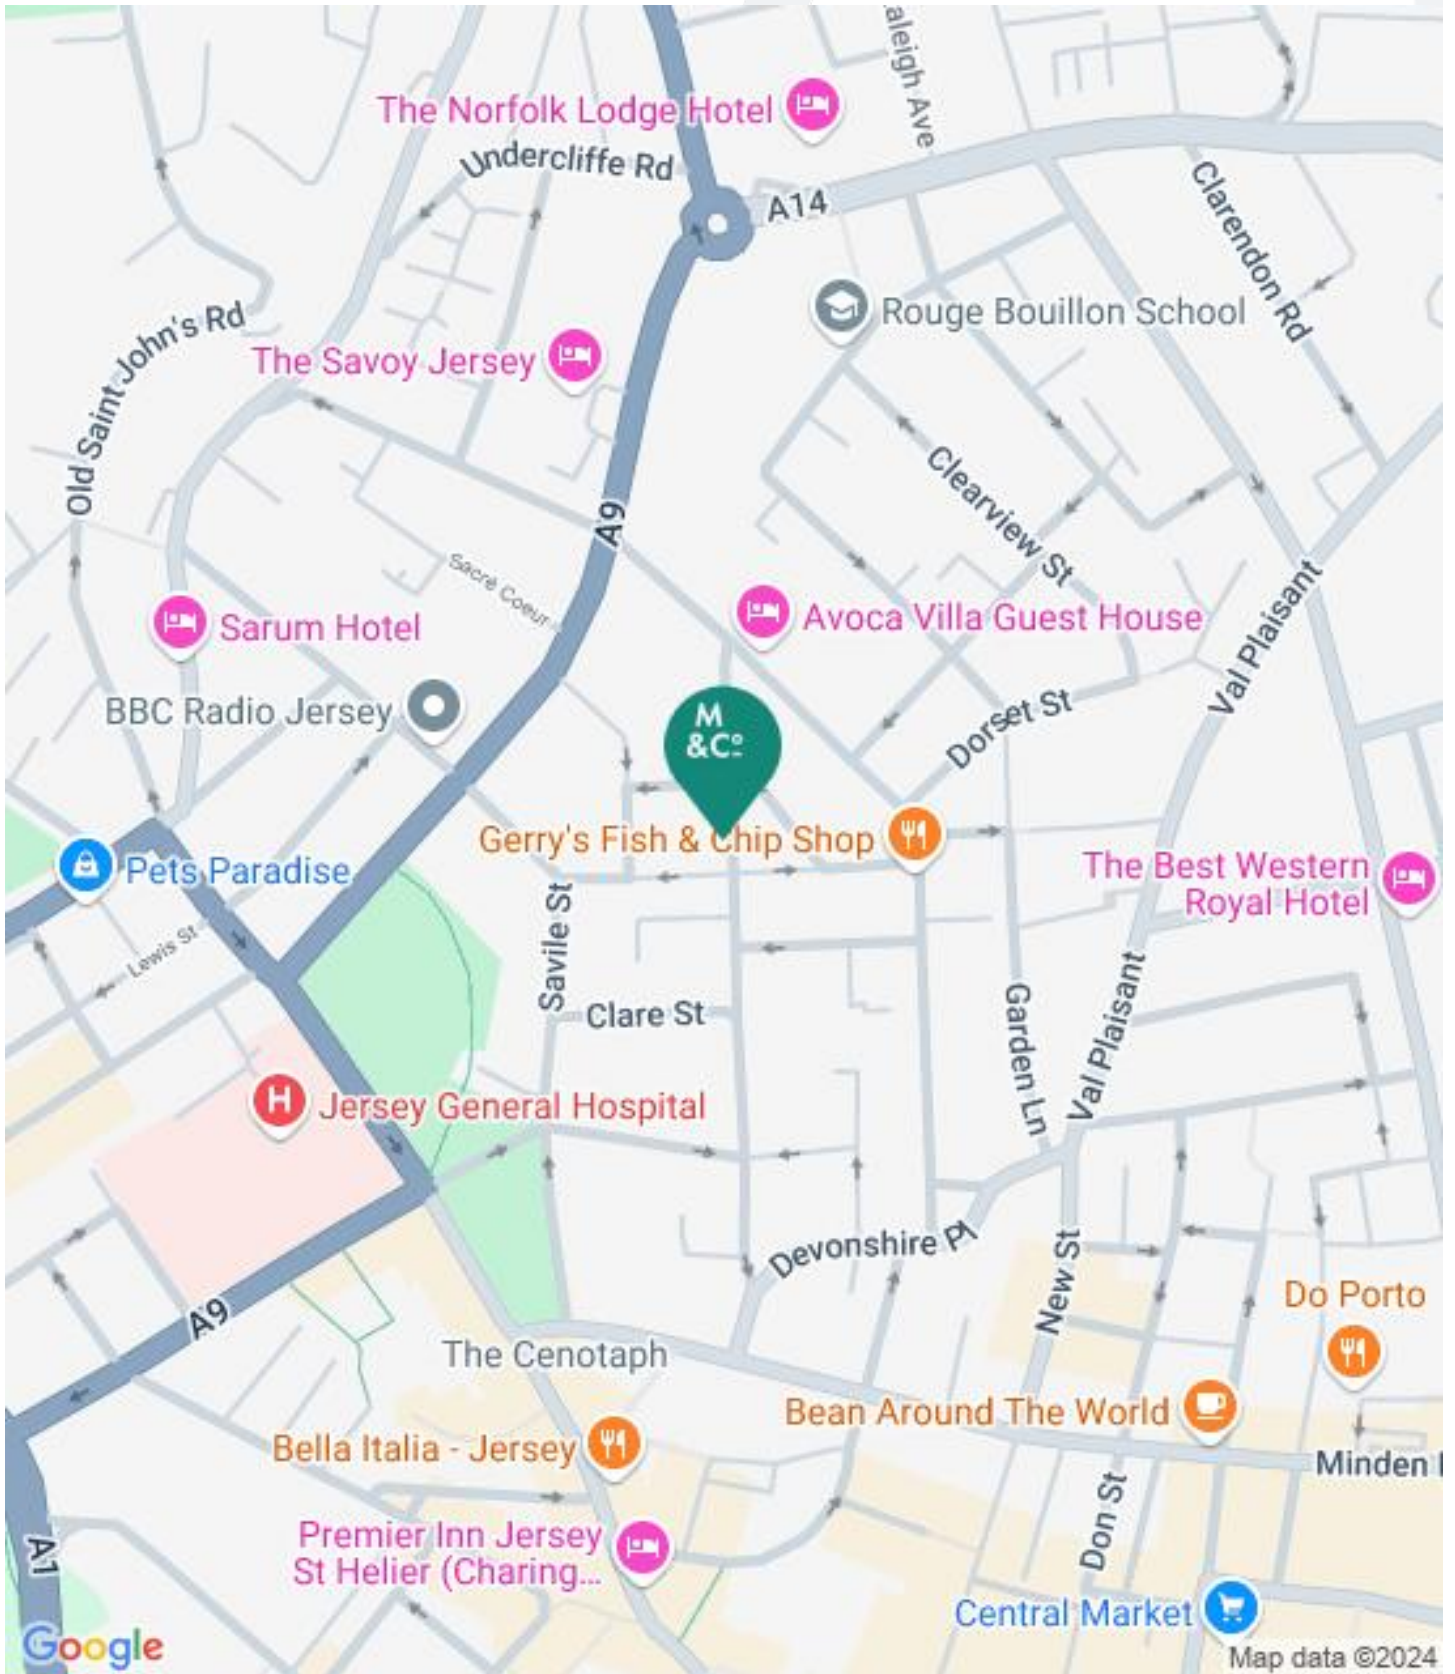 aleigh Ave
The Norfolk Lodge Hotel
Undercliffe Rd
A14
Clarendon Rd
Rouge Bouillon School
Old Saint John's Rd
The Savoy Jersey
A9
Clearview St
Sacré Coeur
Val Plaisant
Sarum Hotel
Avoca Villa Guest House
BBC Radio Jersey
M
&Co
Dorset St
Gerry's Fish & Chip Shop
Pets Paradise
The Best Western
Royal Hotel
Lewis St
Savile St
Clare St
Garden Ln
Val Plaisant
H
Jersey General Hospital
Devonshire Pl
New St
A9
Do Porto
The Cenotaph
Bean Around The World
Bella Italia - Jersey
Minden
Don St
Premier Inn Jersey
St Helier (Charing...
A1
Central Market
Google
Map data ©2024